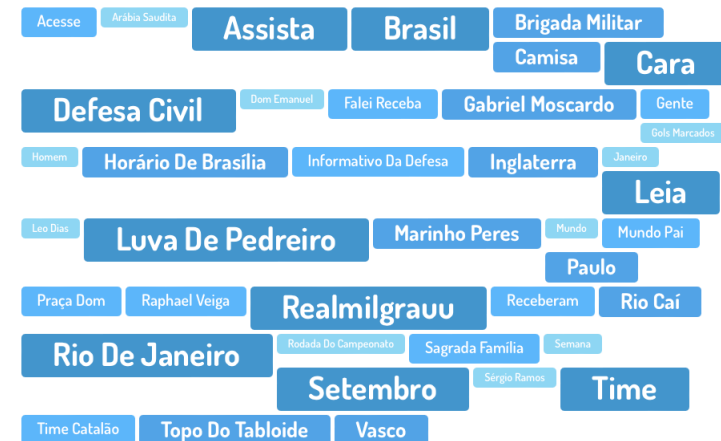 Acesse Arábia Saudita Assista Brasil Brigada Militar
Camisa Cara
Defesa Civil Dom Emanuel Falei Receba Gabriel Moscardo Gente
Gols Marcados
Homem Horário De Brasília Informativo Da Defesa Inglaterra Janeiro
Leia
Leo Dias Luva De Pedreiro Marinho Peres Mundo Mundo Pai
Paulo
Praça Dom Raphael Veiga Realmilgrauu Receberam Rio Caí
Rio De Janeiro Rodada Do Campeonato Sagrada Família Semana
Setembro Sérgio Ramos Time
Time Catalão Topo Do Tabloide Vasco